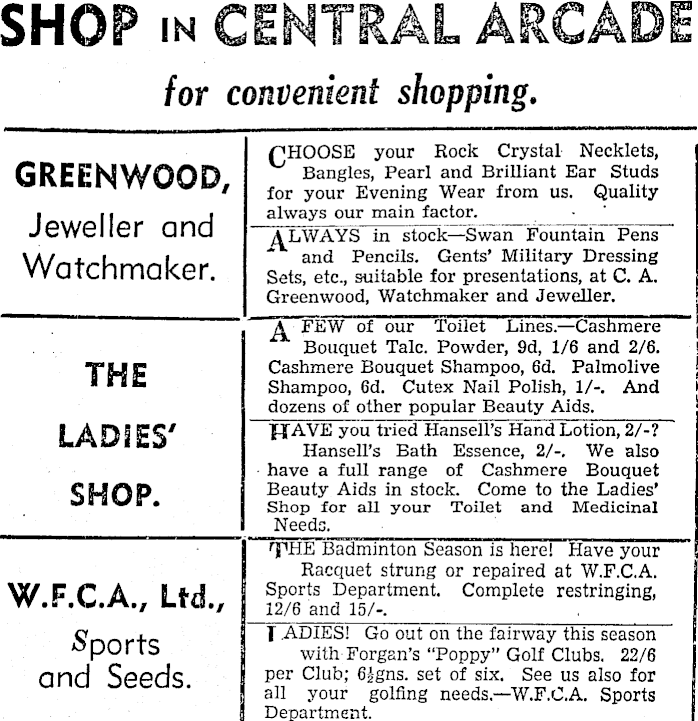 SHOP IN CENTRAL ARCADE
for convenient shopping.
GREENWOOD,
Jeweller and
Watchmaker.
CHOOSE your Rock Crystal Necklets,
Bangles, Pearl and Brilliant Ear Studs
for your Evening Wear from us. Quality
always our main factor.
ALWAYS in stock—Swan Fountain Pens
and Pencils. Gents' Military Dressing
Sets, etc., suitable for presentations, at C. A.
Greenwood, Watchmaker and Jeweller.
THE
LADIES'
SHOP.
A FEW of our Toilet Lines.—Cashmere
Bouquet Talc. Powder, 9d, 1/6 and 2/6.
Cashmere Bouquet Shampoo, 6d. Palmolive
Shampoo, 6d. Cutex Nail Polish, 1/-. And
dozens of other popular Beauty Aids.
HAVE you tried Hansell's Hand Lotion, 2/-?
Hansell's Bath Essence, 2/-. We also
have a full range of Cashmere Bouquet
Beauty Aids in stock. Come to the Ladies'
Shop for all your Toilet and Medicinal
Needs.
W.F.C.A., Ltd.,
Sports
and Seeds.
THE Badminton Season is here! Have your
Racquet strung or repaired at W.F.C.A.
Sports Department. Complete restringing,
12/6 and 15/-.
LADIES! Go out on the fairway this season
with Forgan's "Poppy" Golf Clubs. 22/6
per Club; 6½gns. set of six. See us also for
all your golfing needs.—W.F.C.A. Sports
Department.